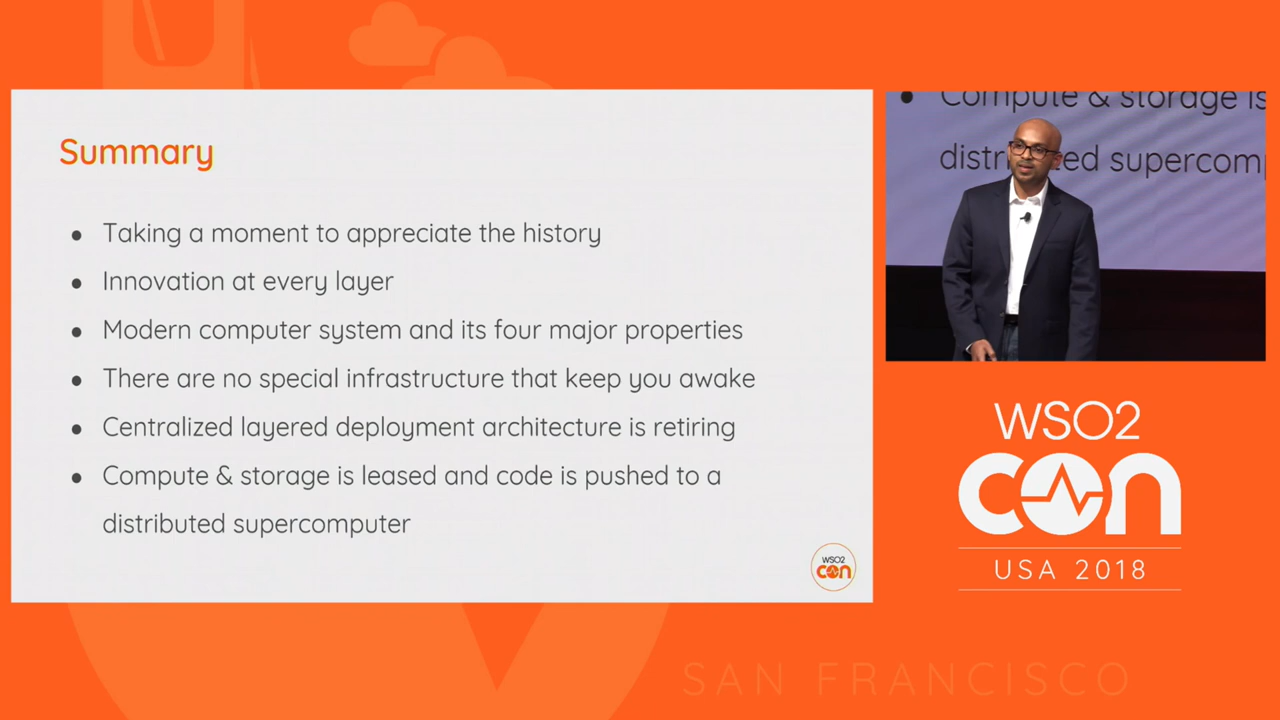 Summary
● Taking a moment to appreciate the history
● Innovation at every layer
● Modern computer system and its four major properties
● There are no special infrastructure that keep you awake
● Centralized layered deployment architecture is retiring
● Compute & storage is leased and code is pushed to a
distributed supercomputer
WSO2
con
● Compute & storage is
distributed supercomp
WSO2
con
USA 2018
SAN FRANCISCO